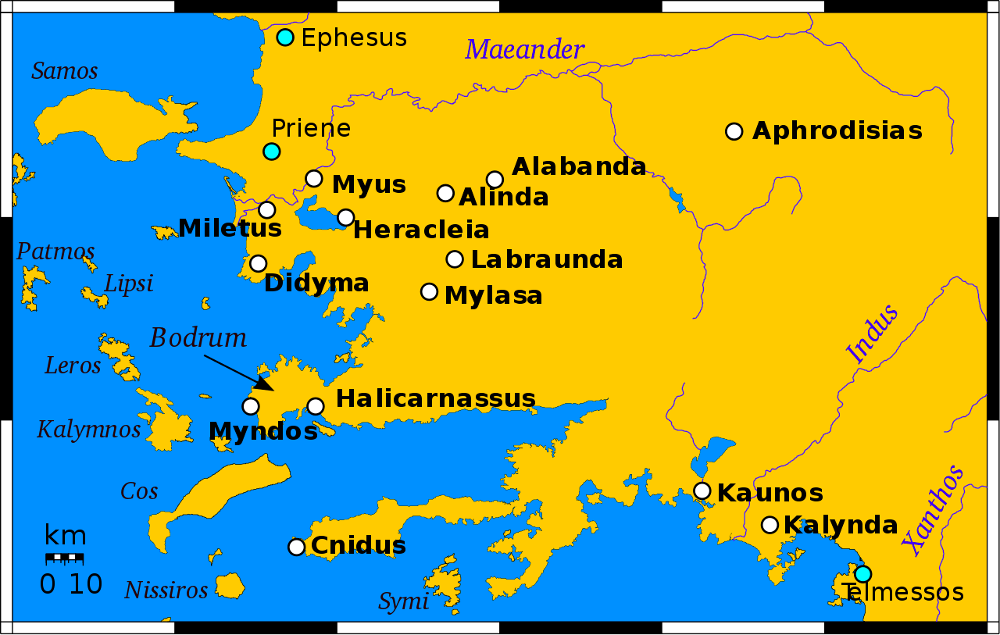 Ephesus
Maeander
Samos
Priene
Aphrodisias
Alabanda
Myus
Alinda
Miletus
Heracleia
Patmos
Labraunda
Lipsi
Didyma
Mylasa
Indus
Bodrum
Leros
Halicarnassus
Kalymnos
Myndos
Cos
Kaunos
Xanthos
Kalynda
km
Cnidus
0 10
Nissiros
Symi
Telmessos